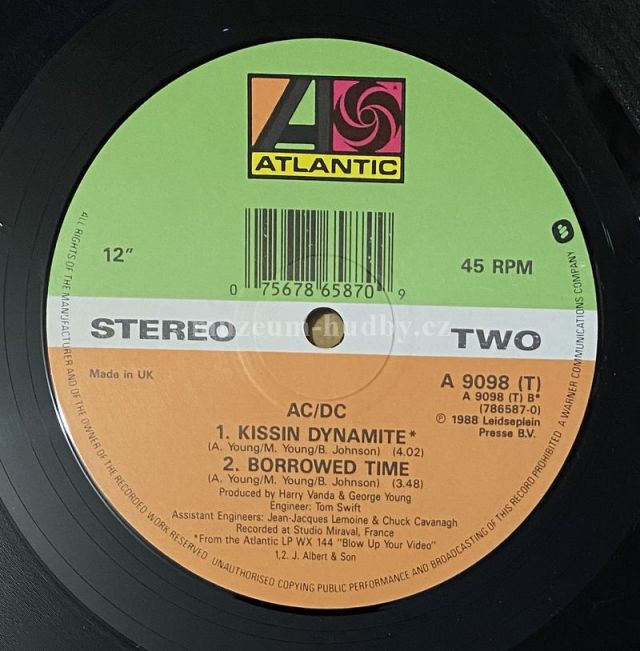 ATLANTIC
12"
45 RPM
0 75678 65870 9
muzeum-hudby.cz
STEREO
TWO
Made in UK
A 9098 (T)
A 9098 (T) B*
(786587-0)
℗ 1988 Leidseplein
Presse B.V.
AC/DC
1. KISSIN DYNAMITE*
(A. Young/M. Young/B. Johnson) (4.02)
2. BORROWED TIME
(A. Young/M. Young/B. Johnson) (3.48)
Produced by Harry Vanda & George Young
Engineer: Tom Swift
Assistant Engineers: Jean-Jacques Lemoine & Chuck Cavanagh
Recorded at Studio Miraval, France
*From the Atlantic LP WX 144 "Blow Up Your Video"
1,2. J. Albert & Son
ALL RIGHTS OF THE MANUFACTURER AND OF THE OWNER OF THE RECORDED WORK RESERVED. UNAUTHORISED COPYING PUBLIC PERFORMANCE AND BROADCASTING OF THIS RECORD PROHIBITED A WARNER COMMUNICATIONS COMPANY